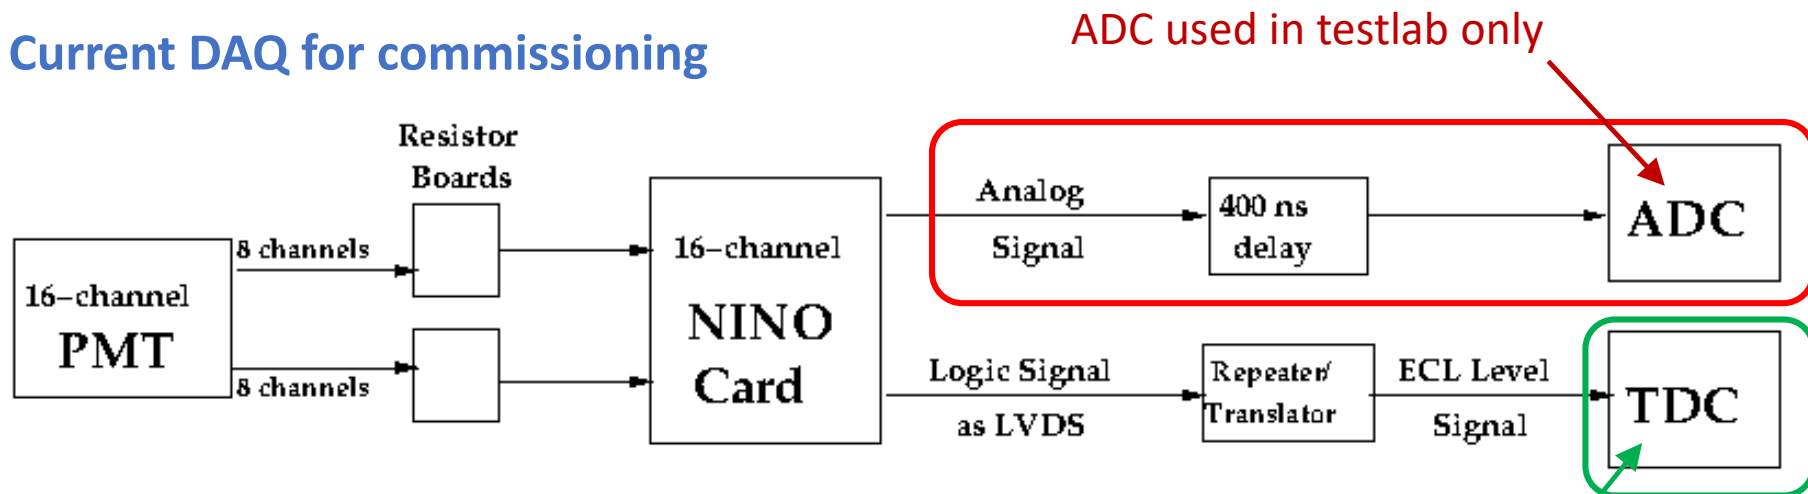 ADC used in testlab only
Current DAQ for commissioning
Resistor
Boards
16-channel
PMT
8 channels
8 channels
16-channel
NINO
Card
Analog
Signal
400 ns
delay
ADC
Logic Signal
as LVDS
Repeater/
Translator
ECL Level
Signal
TDC